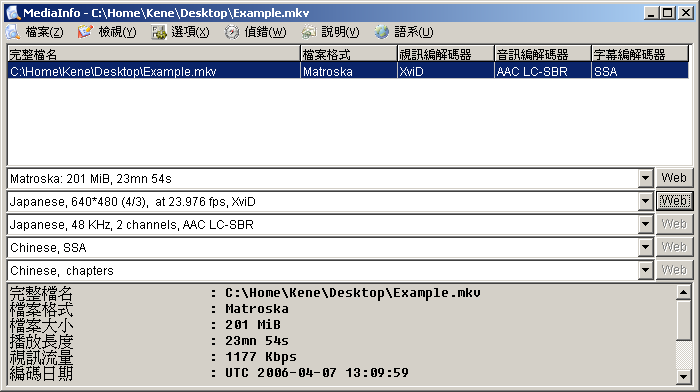 MediaInfo - C:\Home\Kene\Desktop\Example.mkv
檔案(Z) 檢視(Y) 選項(X) 偵錯(W) 說明(V) 語系(U)
完整檔名 檔案格式 視訊編解碼器 音訊編解碼器 字幕編解碼器
C:\Home\Kene\Desktop\Example.mkv Matroska XviD AAC LC-SBR SSA
Matroska: 201 MiB, 23mn 54s Web
Japanese, 640*480 (4/3), at 23.976 fps, XviD Web
Japanese, 48 KHz, 2 channels, AAC LC-SBR Web
Chinese, SSA Web
Chinese, chapters Web
完整檔名 : C:\Home\Kene\Desktop\Example.mkv
檔案格式 : Matroska
檔案大小 : 201 MiB
播放長度 : 23mn 54s
視訊流量 : 1177 Kbps
編碼日期 : UTC 2006-04-07 13:09:59